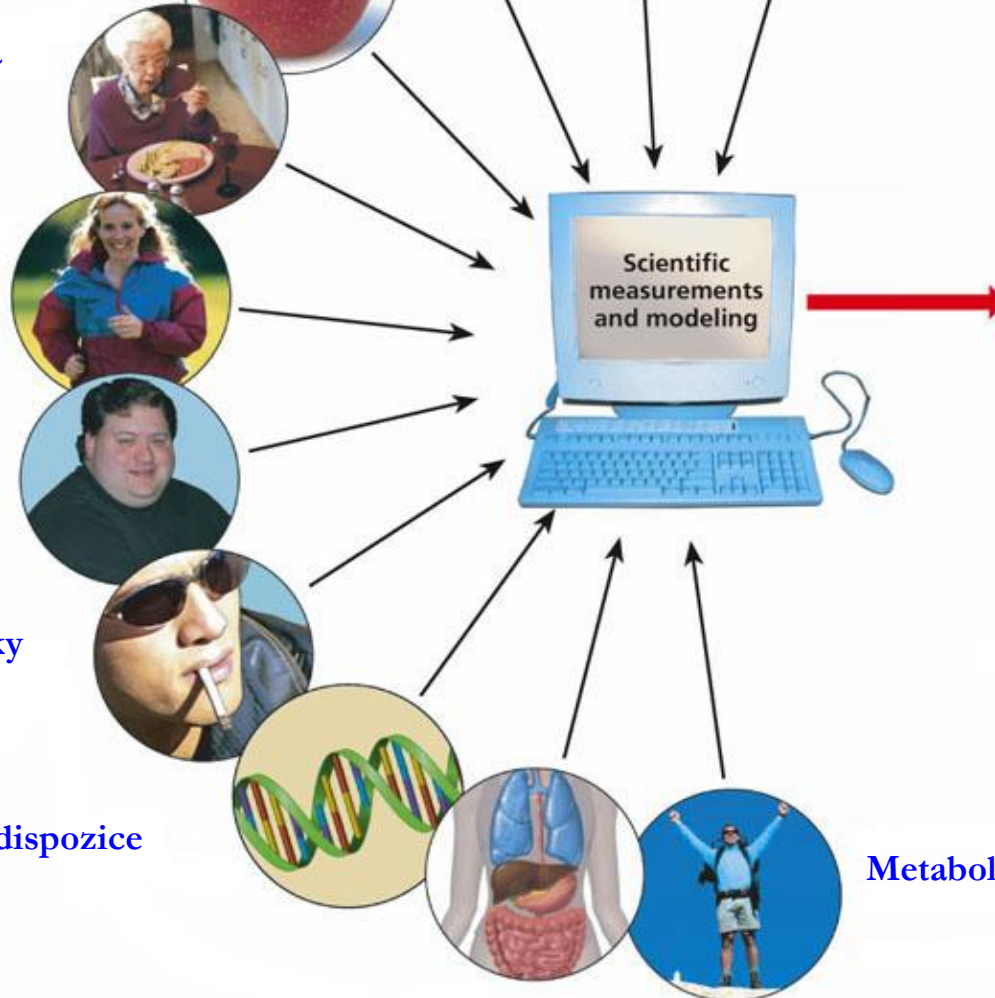 Scientific
measurements
and modeling
ky
dispozice
Metabol